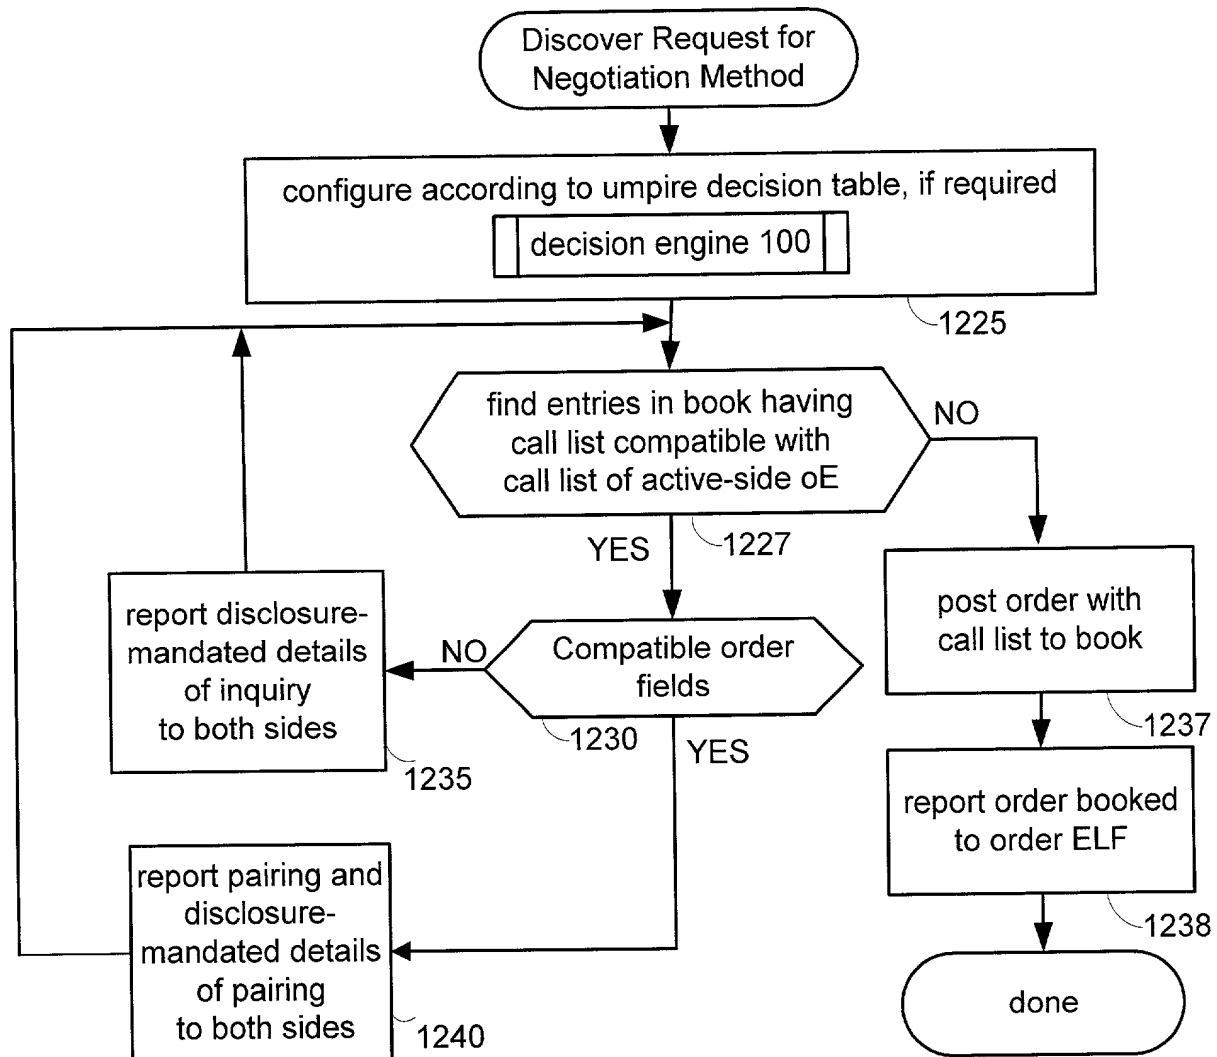 Discover Request for
Negotiation Method
configure according to umpire decision table, if required
decision engine 100
1225
find entries in book having
call list compatible with
call list of active-side oE
NO
YES
1227
post order with
call list to book
1237
report disclosure-
mandated details
of inquiry
to both sides
1235
NO
Compatible order
fields
1230
YES
report order booked
to order ELF
1238
report pairing and
disclosure-
mandated details
of pairing
to both sides
1240
done